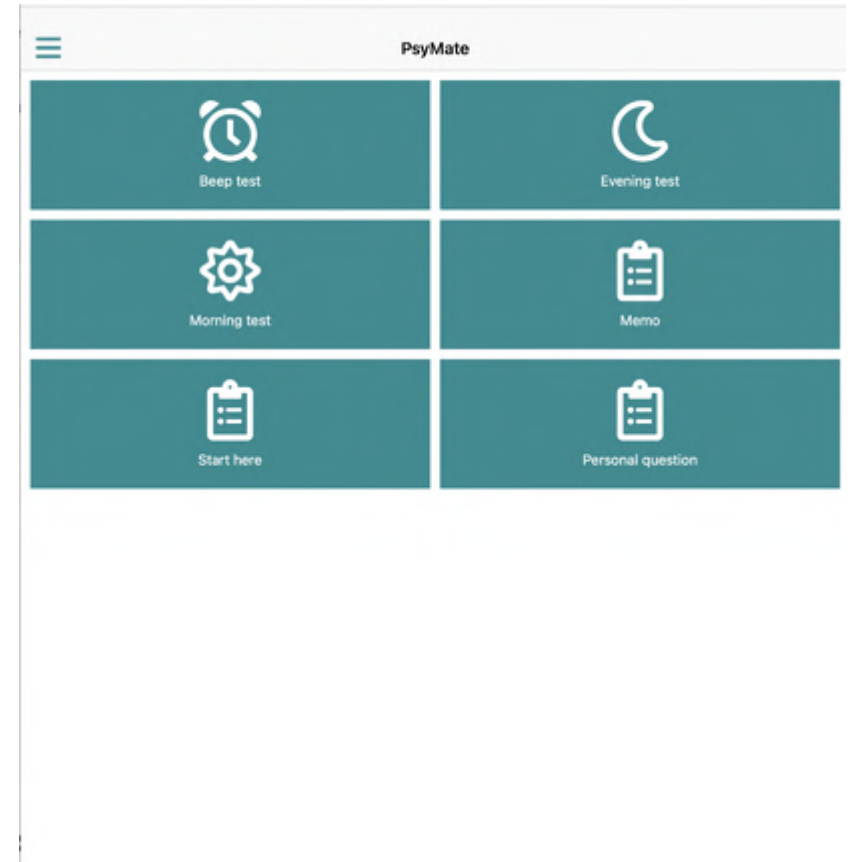 PsyMate
Beep test
Evening test
Morning test
Memo
Start here
Personal question